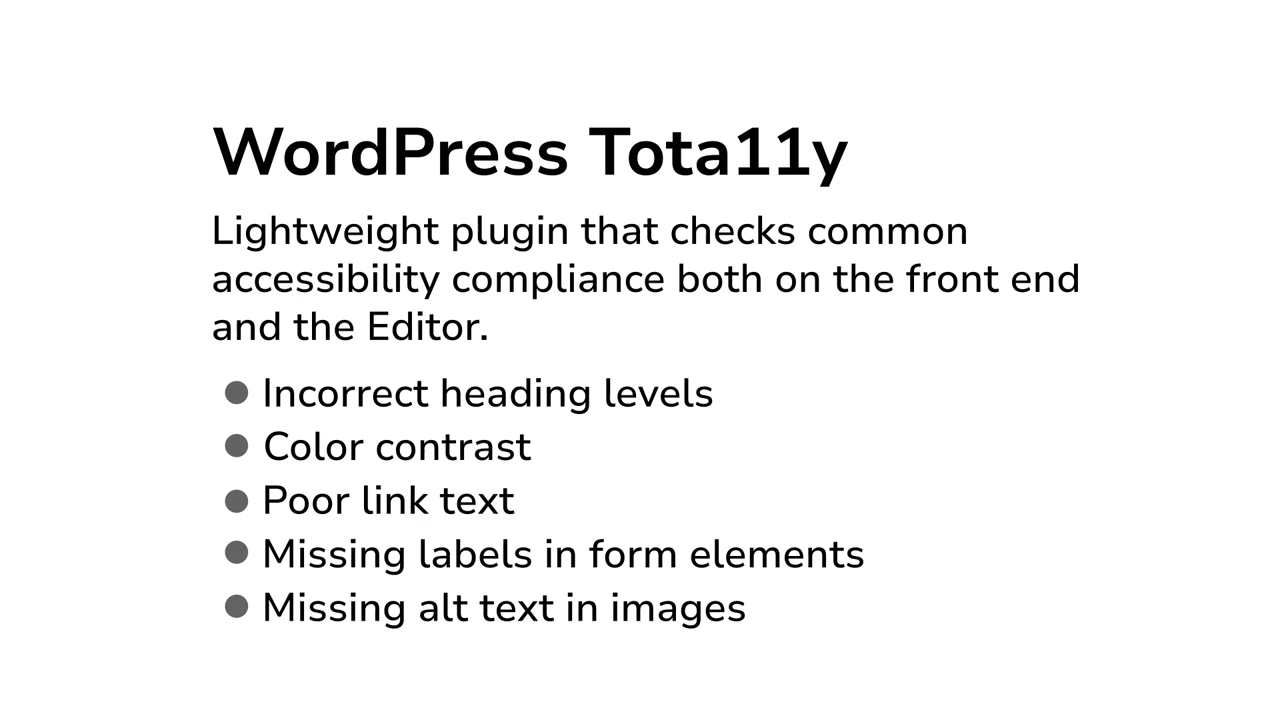 WordPress Tota11y
Lightweight plugin that checks common
accessibility compliance both on the front end
and the Editor.
Incorrect heading levels
Color contrast
Poor link text
Missing labels in form elements
Missing alt text in images